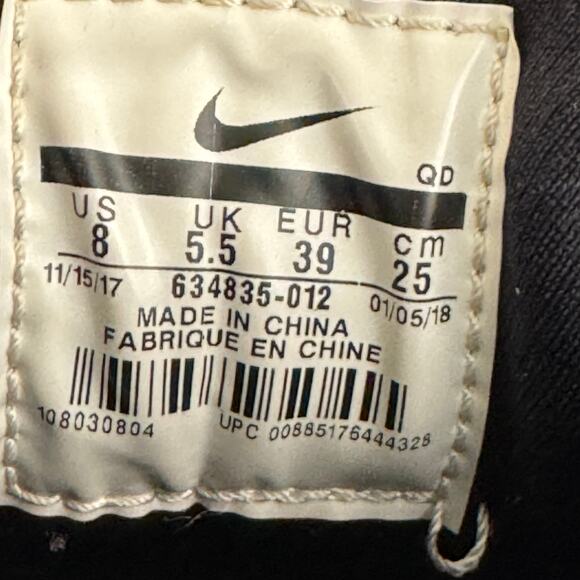 QD
US UK EUR cm
8 5.5 39 25
11/15/17 634835-012 01/05/18
MADE IN CHINA
FABRIQUE EN CHINE
108030804 UPC 00885176444328